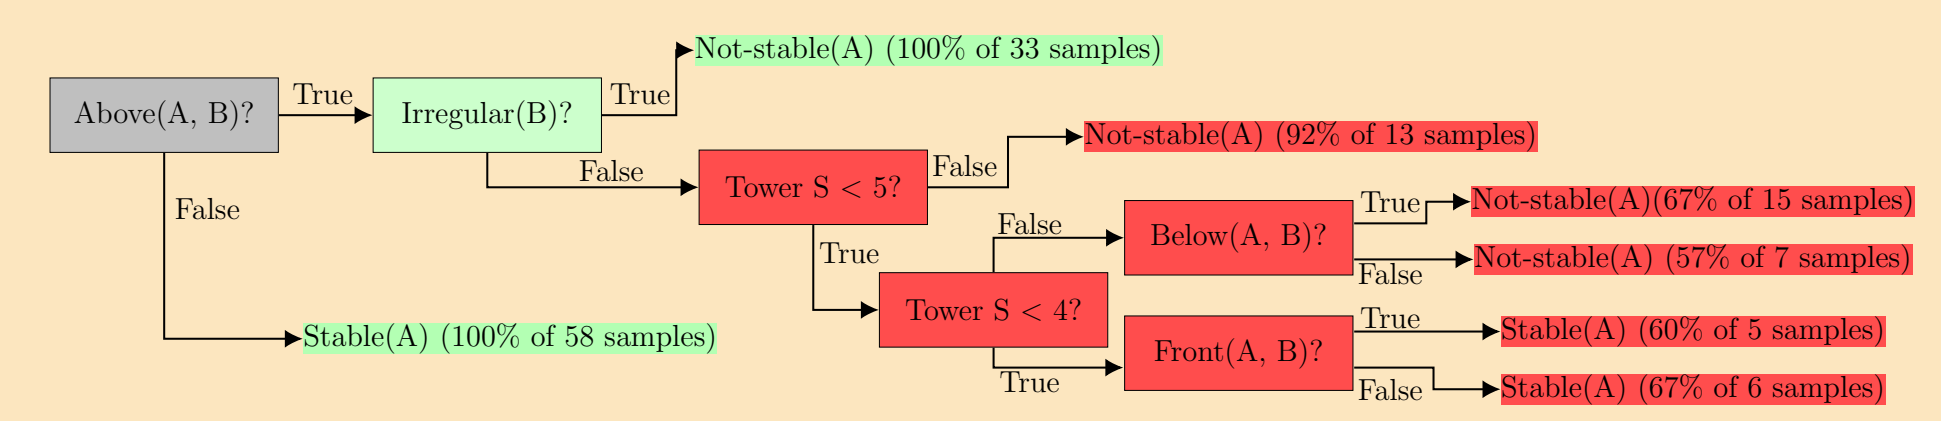 Not-stable(A) (100% of 33 samples)
Above(A, B)?
True
Irregular(B)?
True
Not-stable(A) (92% of 13 samples)
False
Tower S < 5?
False
False
True
Not-stable(A)(67% of 15 samples)
False
Below(A, B)?
True
Not-stable(A) (57% of 7 samples)
False
Tower S < 4?
True
Stable(A) (100% of 58 samples)
Front(A, B)?
True
Stable(A) (60% of 5 samples)
False
Stable(A) (67% of 6 samples)